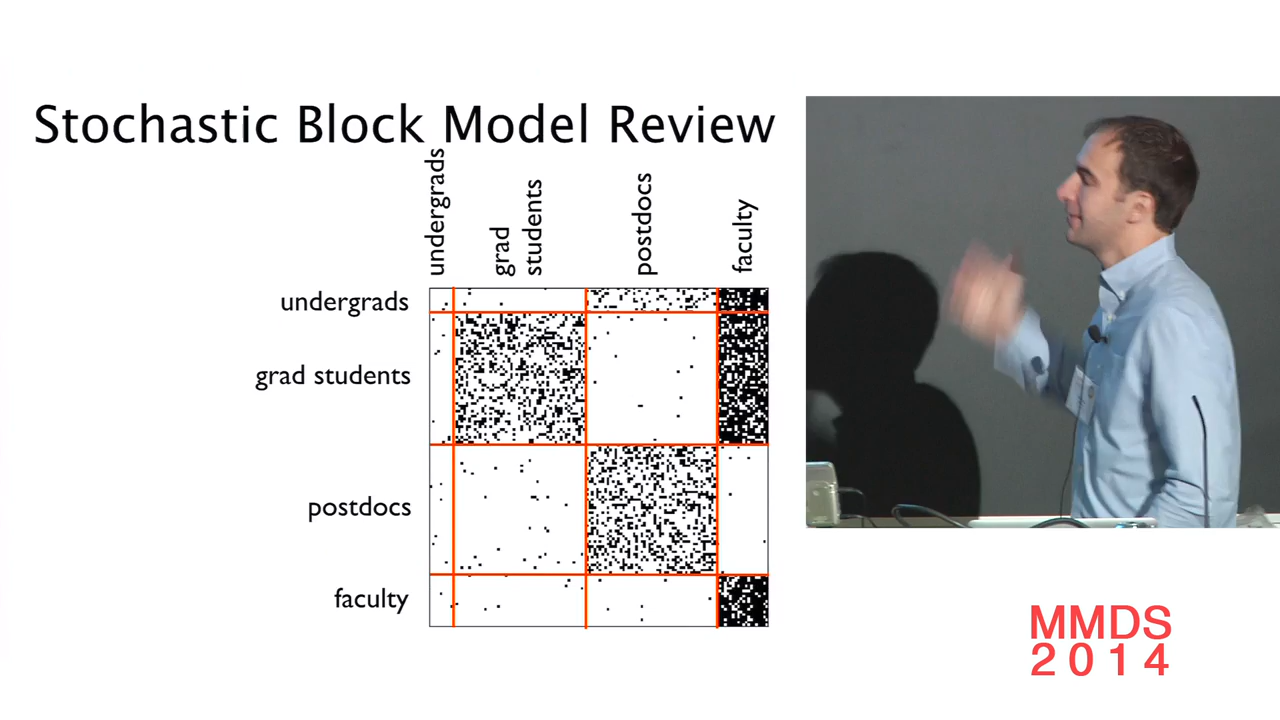 Stochastic Block Model Review
undergrads
grad
students
postdocs
faculty
undergrads
grad students
postdocs
faculty
MMDS
2014